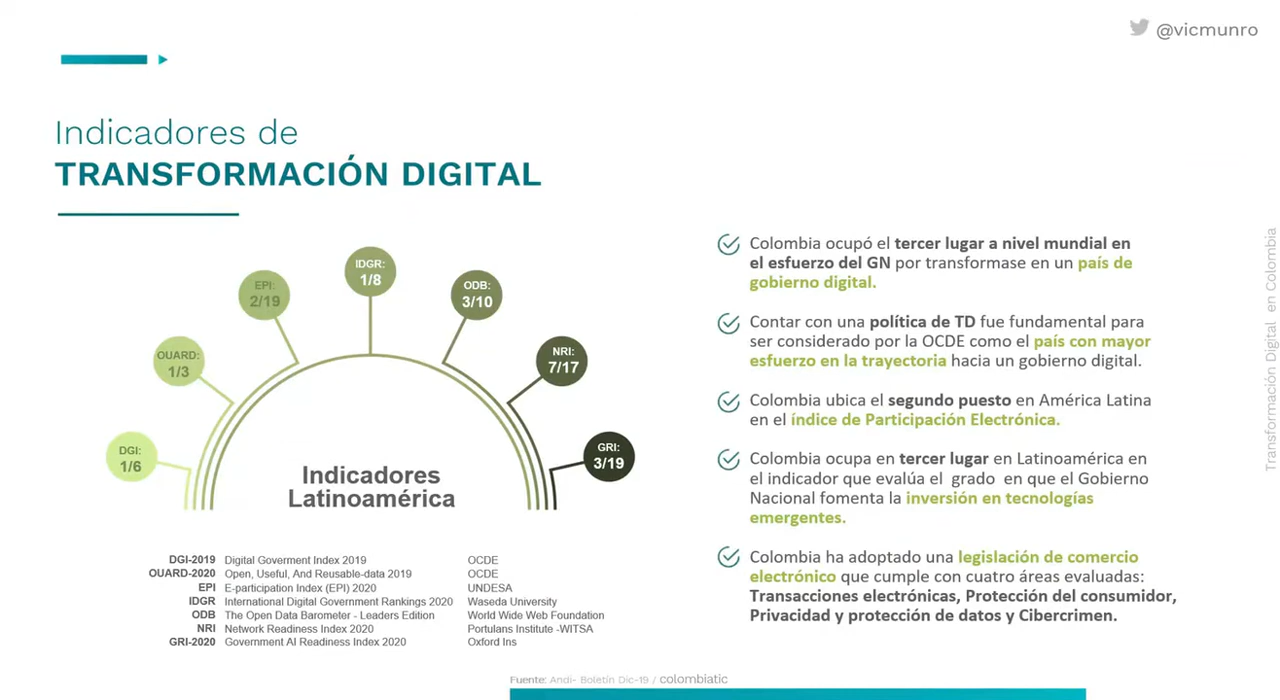 @vicmunro
Indicadores de
TRANSFORMACIÓN DIGITAL
DGI:
1/6
OUARD:
1/3
EPI:
2/19
IDGR:
1/8
ODB:
3/10
NRI:
7/17
GRI:
3/19
Indicadores
Latinoamérica
DGI-2019 Digital Goverment Index 2019 OCDE
OUARD-2020 Open, Useful, And Reusable-data 2019 OCDE
EPI E-participation Index (EPI) 2020 UNDESA
IDGR International Digital Government Rankings 2020 Waseda University
ODB The Open Data Barometer - Leaders Edition World Wide Web Foundation
NRI Network Readiness Index 2020 Portulans Institute -WITSA
GRI-2020 Government AI Readiness Index 2020 Oxford Ins
Colombia ocupó el tercer lugar a nivel mundial en
el esfuerzo del GN por transformase en un país de
gobierno digital.
Contar con una política de TD fue fundamental para
ser considerado por la OCDE como el país con mayor
esfuerzo en la trayectoria hacia un gobierno digital.
Colombia ubica el segundo puesto en América Latina
en el índice de Participación Electrónica.
Colombia ocupa en tercer lugar en Latinoamérica en
el indicador que evalúa el grado en que el Gobierno
Nacional fomenta la inversión en tecnologías
emergentes.
Colombia ha adoptado una legislación de comercio
electrónico que cumple con cuatro áreas evaluadas:
Transacciones electrónicas, Protección del consumidor,
Privacidad y protección de datos y Cibercrimen.
Transformación Digital en Colombia
Fuente: Andi- Boletín Dic-19 / colombiatic